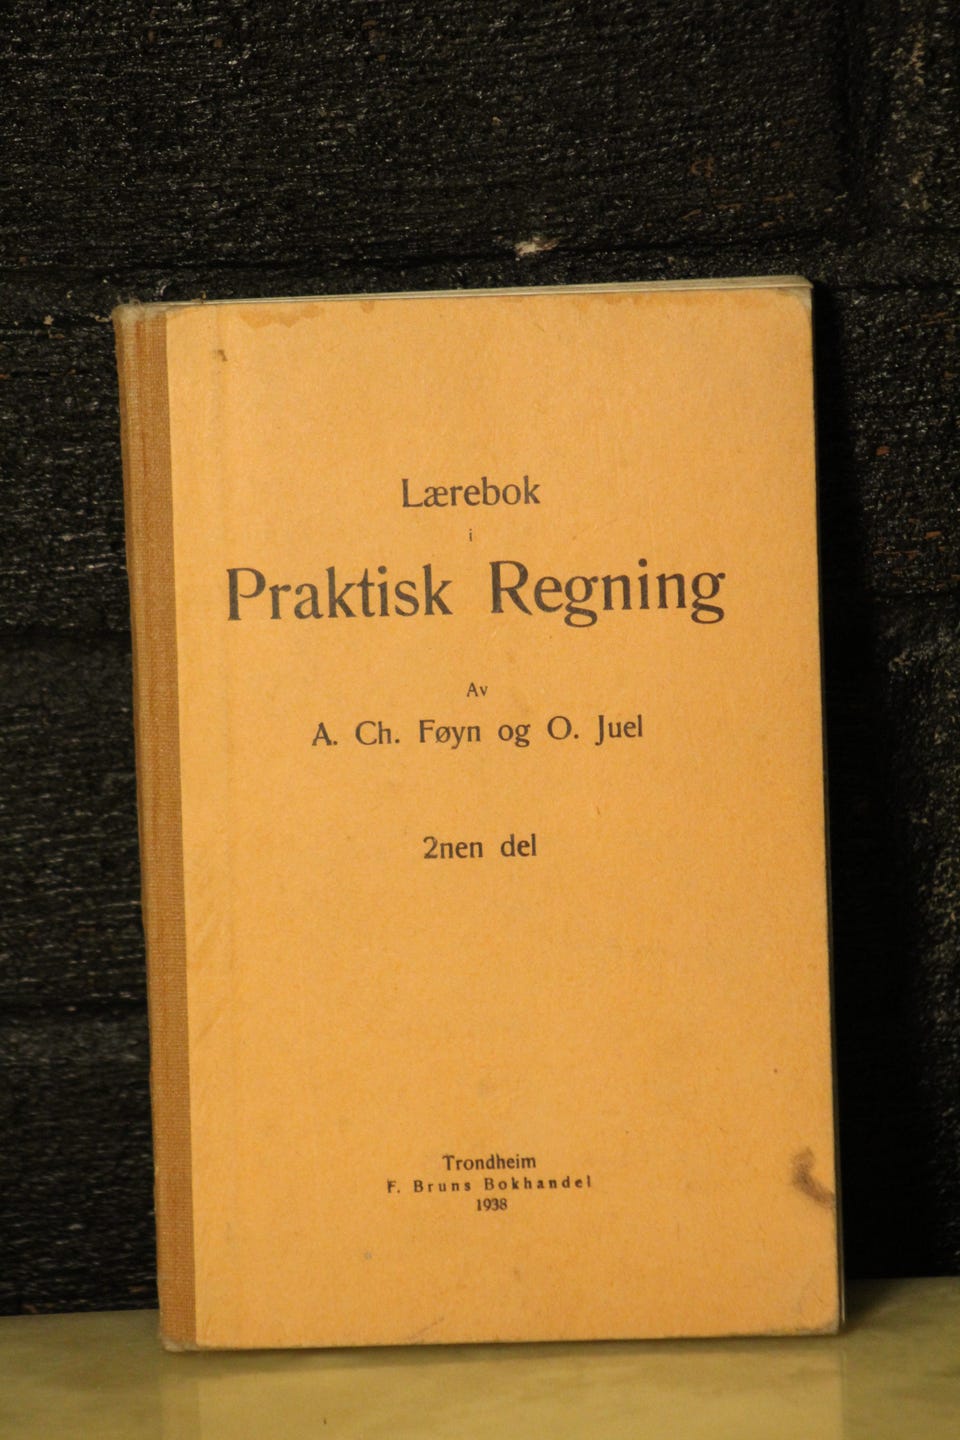 Lærebok
i
Praktisk Regning
Av
A. Ch. Føyn og O. Juel
2nen del
Trondheim
F. Bruns Bokhandel
1938